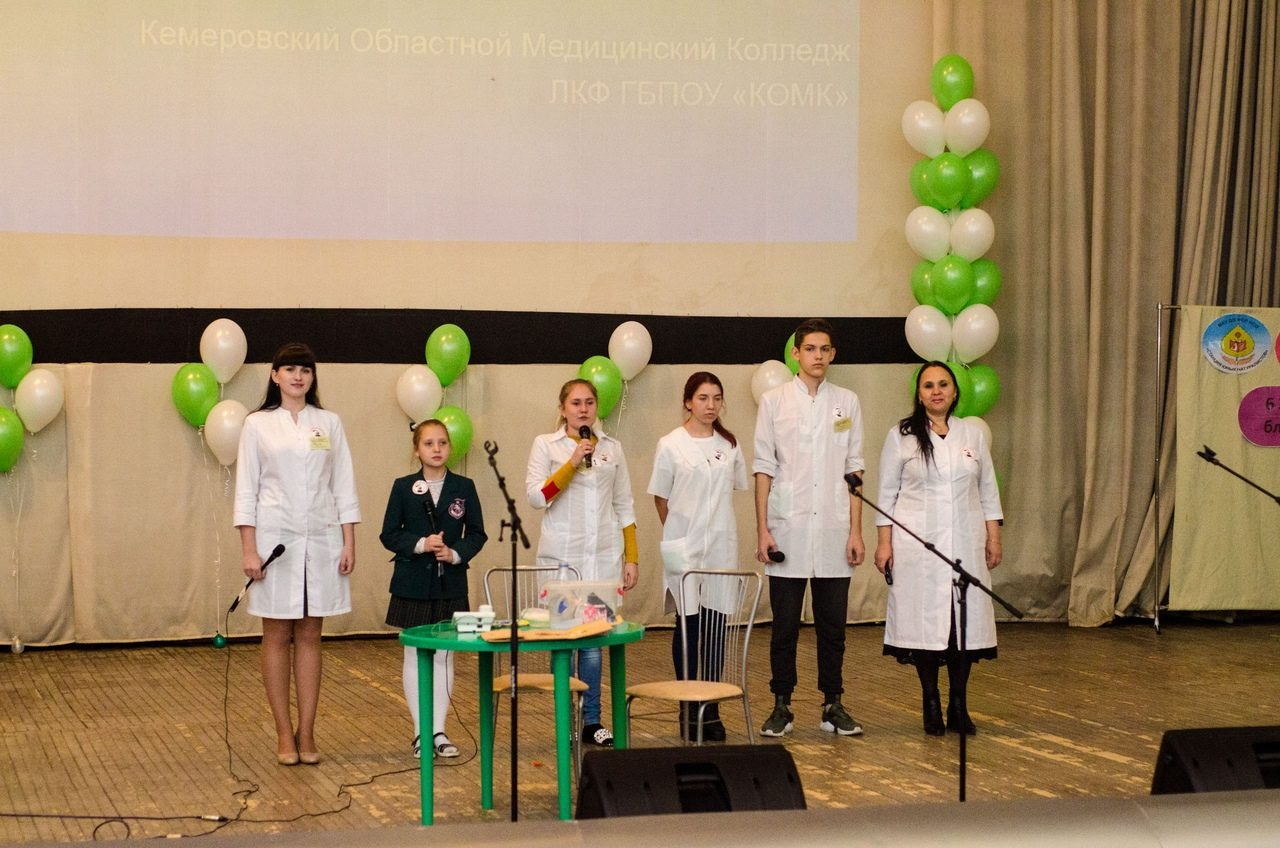 Кемеровский Областной Медицинский Колледж
ЛКФ ГБПОУ «КОМК»